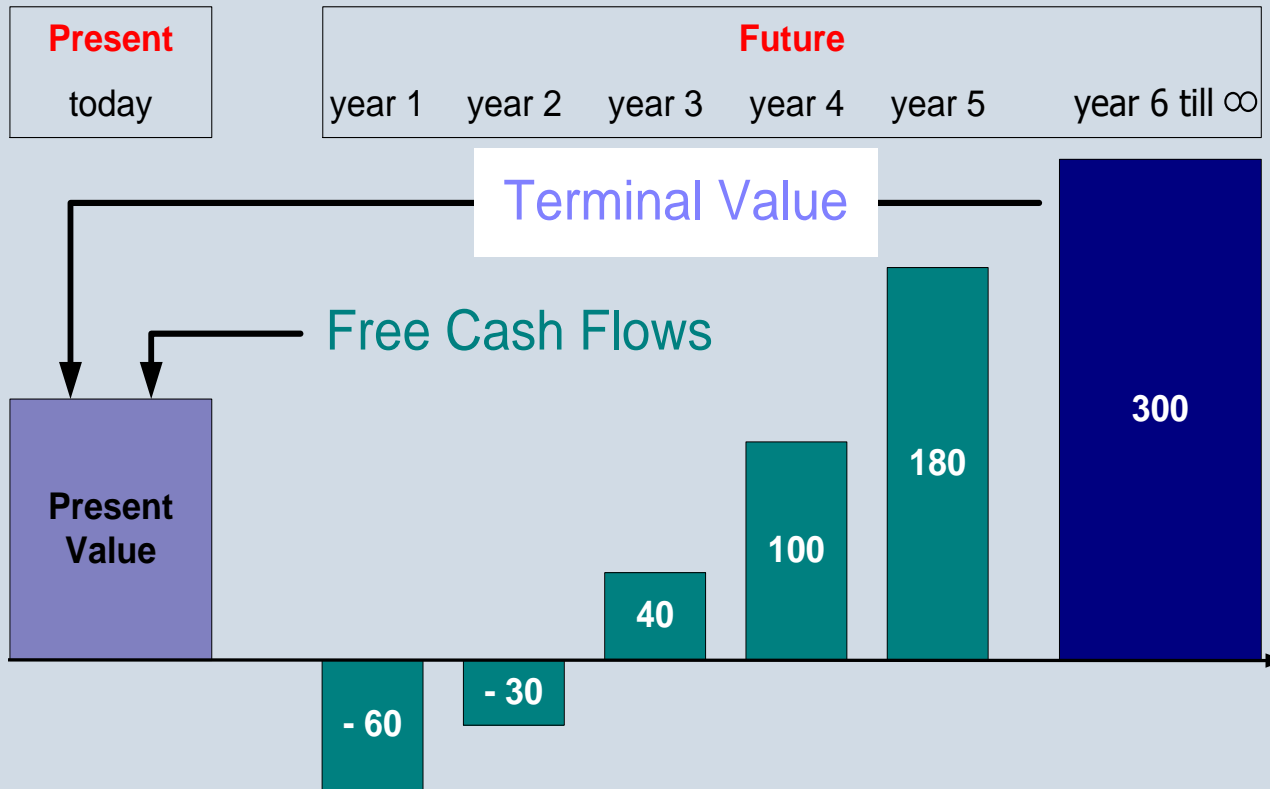 Present
Future
today
year 1
year 2
year 3
year 4
year 5
year 6 till ∞
Terminal Value
Free Cash Flows
Present
Value
- 60
- 30
40
100
180
300